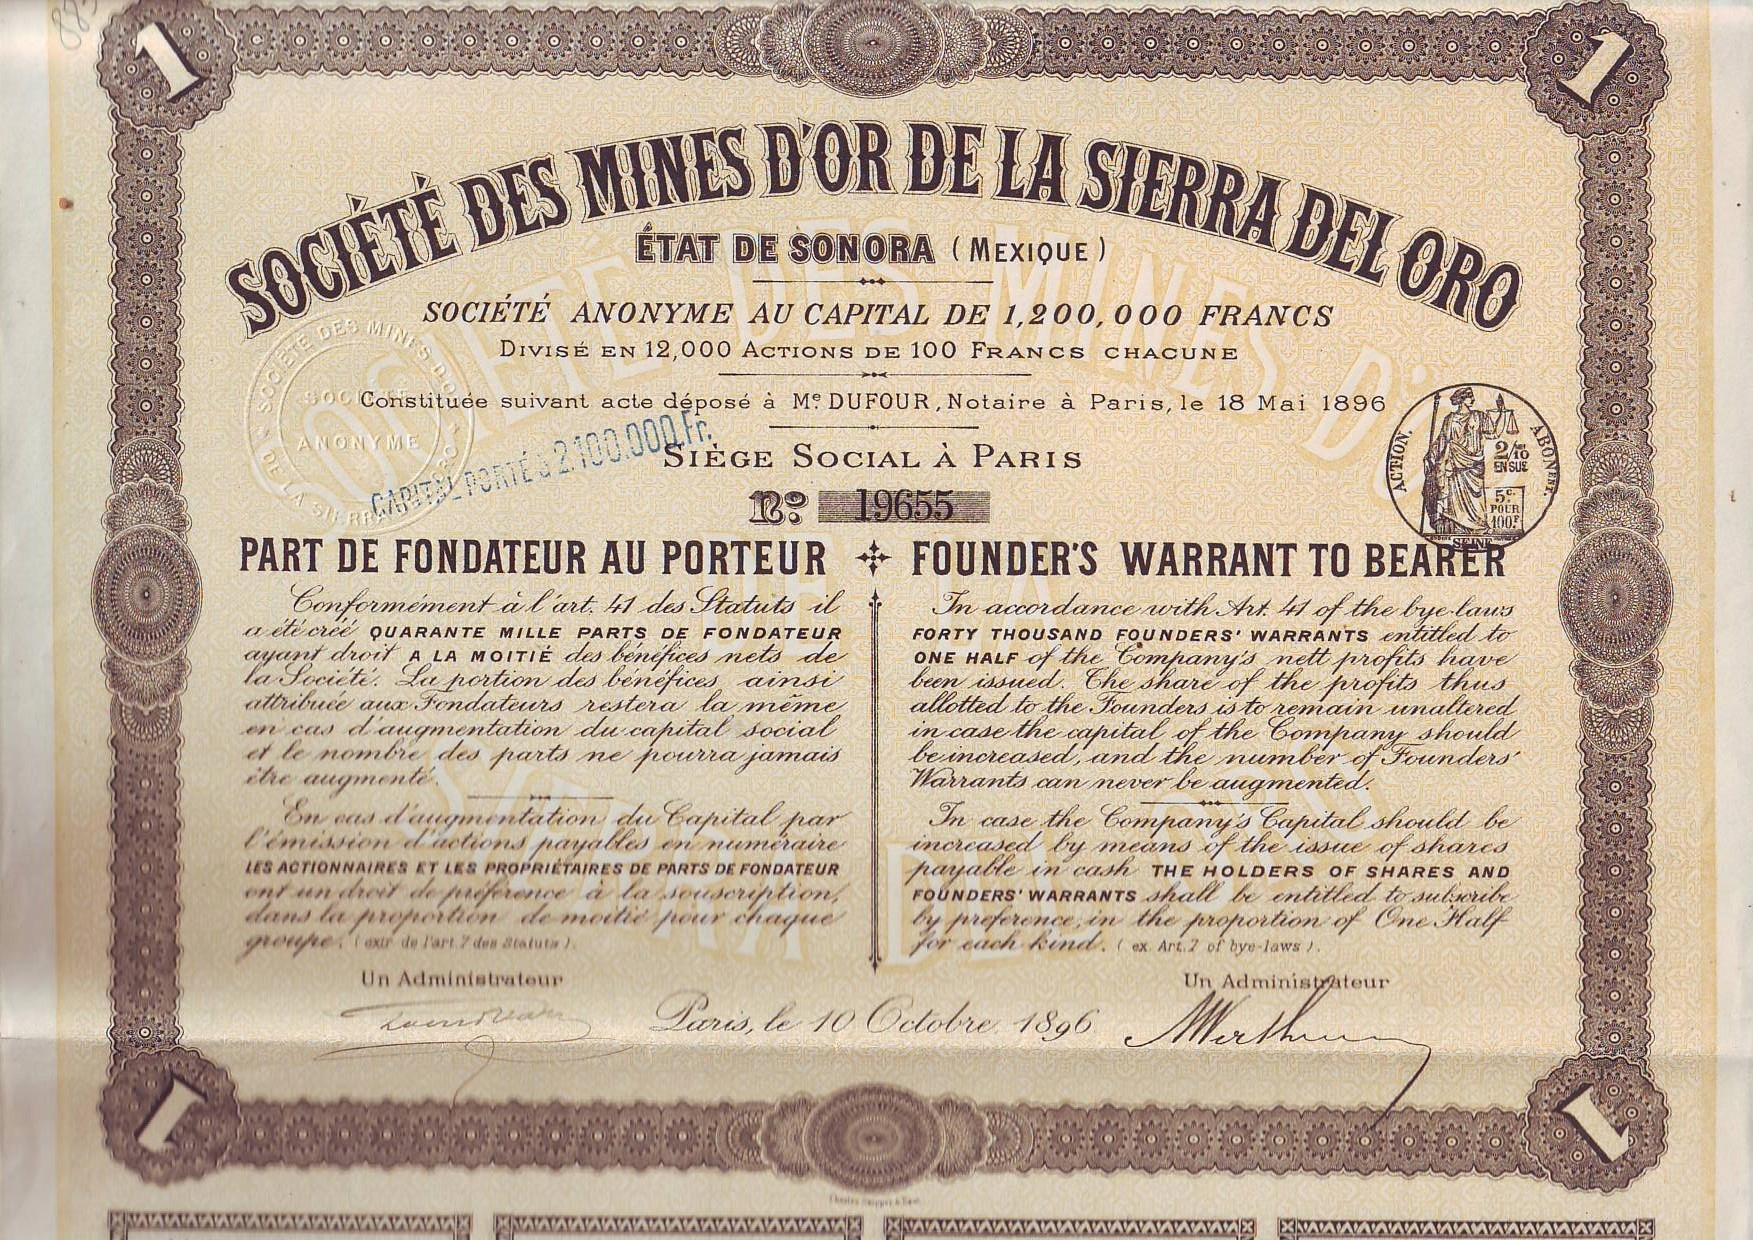 1 1
SOCIÉTÉ DES MINES D'OR DE LA SIERRA DEL ORO
ÉTAT DE SONORA (MEXIQUE)
SOCIÉTÉ ANONYME AU CAPITAL DE 1,200,000 FRANCS
DIVISÉ EN 12,000 ACTIONS DE 100 FRANCS CHACUNE
Constituée suivant acte déposé à Me. DUFOUR, Notaire à Paris, le 18 Mai 1896
SOCIÉTÉ DES MINES D'OR DE LA SIERRA
SOCIÉTÉ
ANONYME
CAPITAL PORTÉ à 2.100.000 Fr.
SIÈGE SOCIAL À PARIS
No. 19655
ACTION. ABONEMT.
2/10
EN SUS
5c.
POUR
100F
SEINE
PART DE FONDATEUR AU PORTEUR
Conformément à l'art. 41 des Statuts il
a été créé QUARANTE MILLE PARTS DE FONDATEUR
ayant droit A LA MOITIÉ des bénéfices nets de
la Société. La portion des bénéfices ainsi
attribuée aux Fondateurs restera la même
en cas d'augmentation du capital social
et le nombre des parts ne pourra jamais
être augmenté.
En cas d'augmentation du Capital par
l'émission d'actions payables en numéraire
LES ACTIONNAIRES ET LES PROPRIÉTAIRES DE PARTS DE FONDATEUR
ont un droit de préférence à la souscription,
dans la proportion de moitié pour chaque
groupe. (extr de l'art. 7 des Statuts).
Un Administrateur
FOUNDER'S WARRANT TO BEARER
In accordance with Art. 41 of the bye-laws
FORTY THOUSAND FOUNDERS' WARRANTS entitled to
ONE HALF of the Company's nett profits have
been issued. The share of the profits thus
allotted to the Founders is to remain unaltered
in case the capital of the Company should
be increased, and the number of Founders'
Warrants can never be augmented.
In case the Company's Capital should be
increased by means of the issue of shares
payable in cash THE HOLDERS OF SHARES AND
FOUNDERS' WARRANTS shall be entitled to subscribe
by preference, in the proportion of One Half
for each kind. (ex. Art. 7 of bye-laws).
Un Administrateur
Paris, le 10 Octobre 1896
1 1